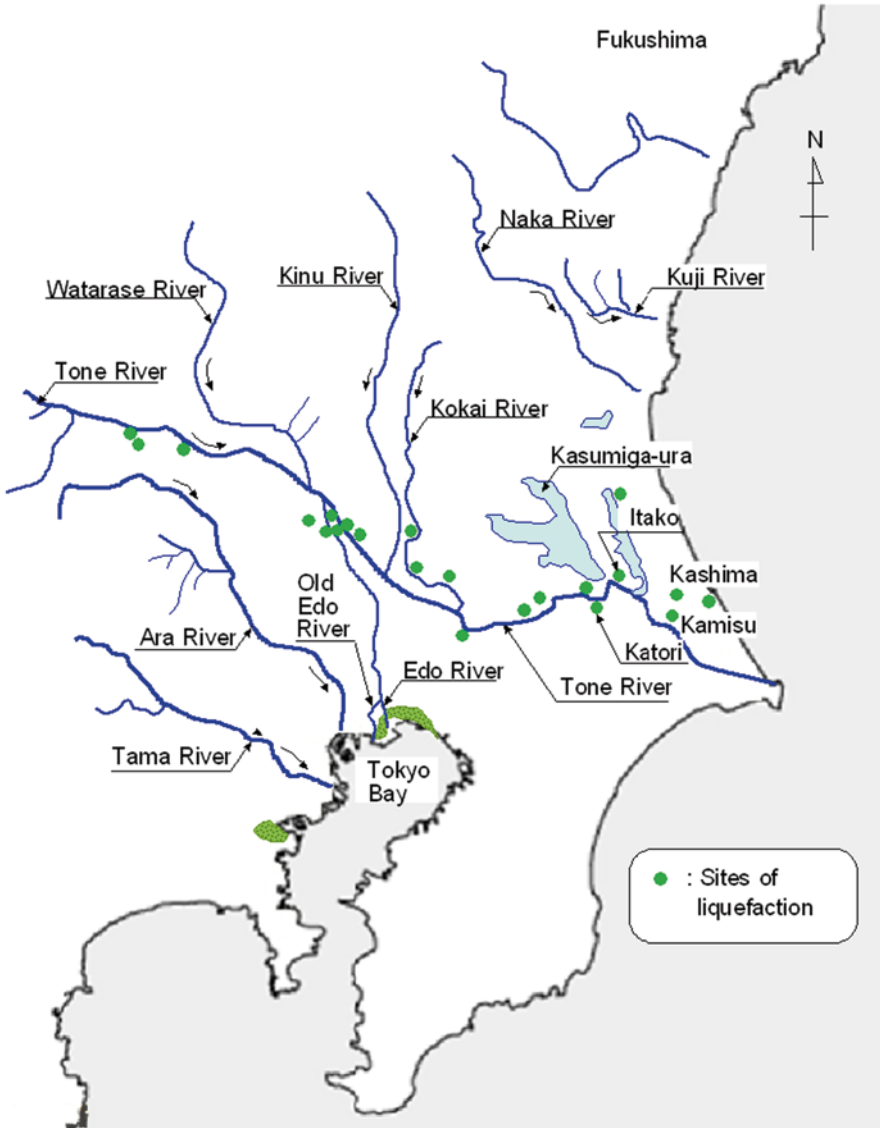 Fukushima
N
Naka River
Kinu River
Kuji River
Watarase River
Tone River
Kokai River
Kasumiga-ura
Itako
Kashima
Old
Edo
River
Kamisu
Ara River
Katori
Edo River
Tone River
Tama River
Tokyo
Bay
: Sites of
liquefaction